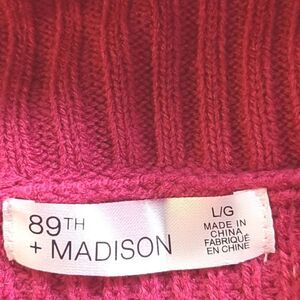 89TH
+ MADISON
L/G
MADE IN
CHINA
FABRIQUÉ
EN CHINE